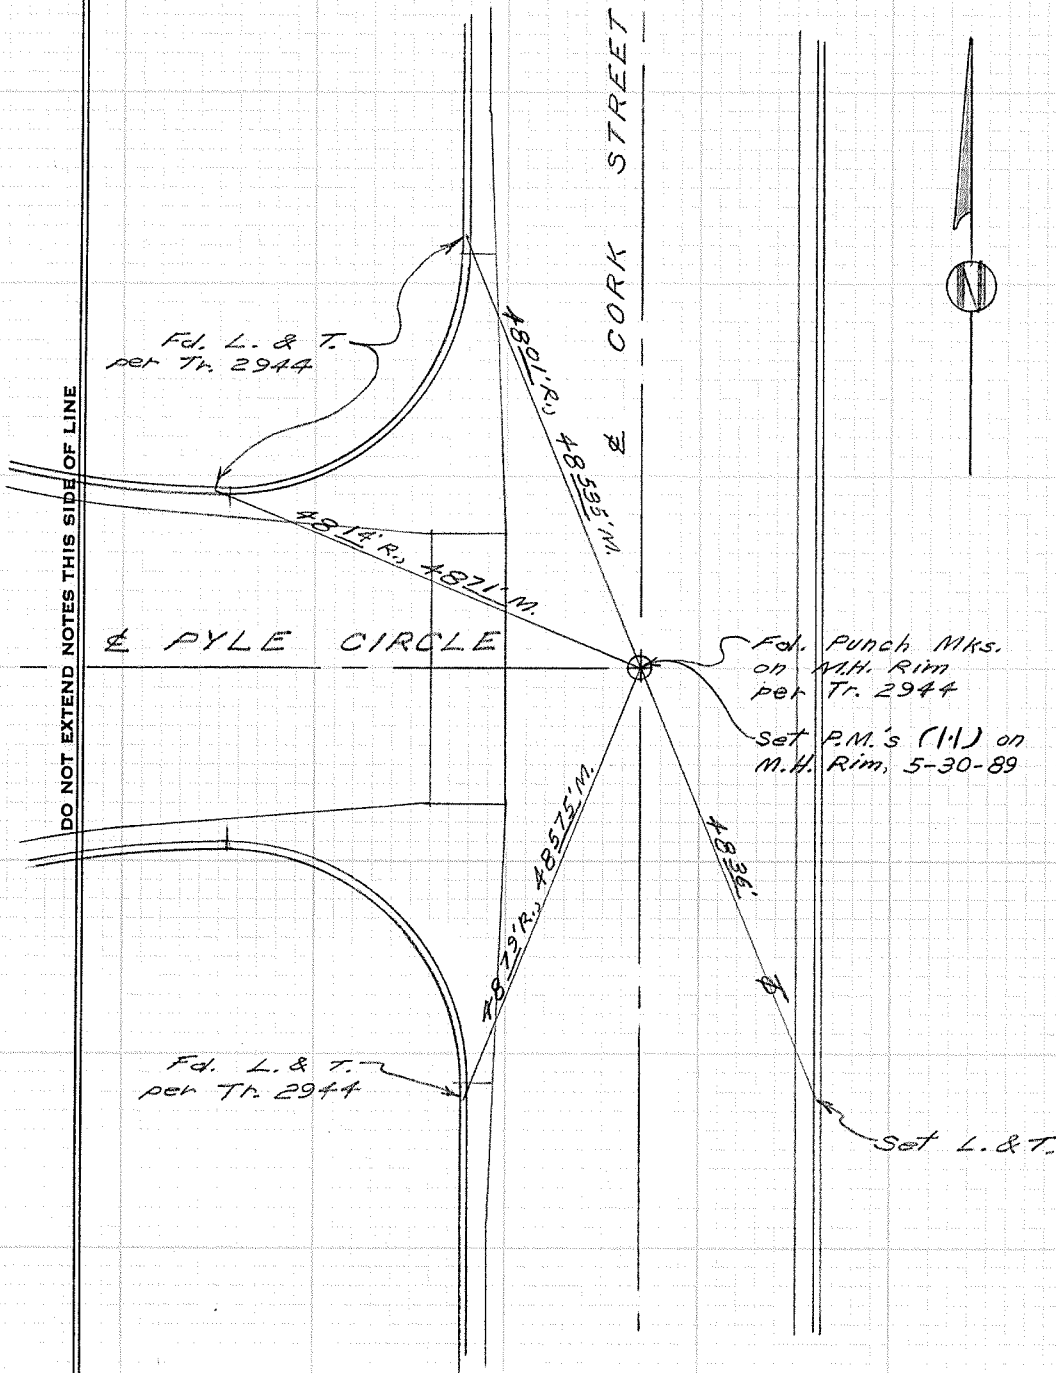 CORK STREET
Fd. L. & T.
per Tr. 2944
48.01' R., 48.535' M.
℄
DO NOT EXTEND NOTES THIS SIDE OF LINE
48.14' R., 48.71' M.
℄ PYLE CIRCLE
Fd. Punch Mks.
on M.H. Rim
per Tr. 2944
Set P.M.'s (|·|) on
M.H. Rim, 5-30-89
48.79' R., 48.575' M.
48.36'
Fd. L. & T.
per Tr. 2944
Set L. & T.